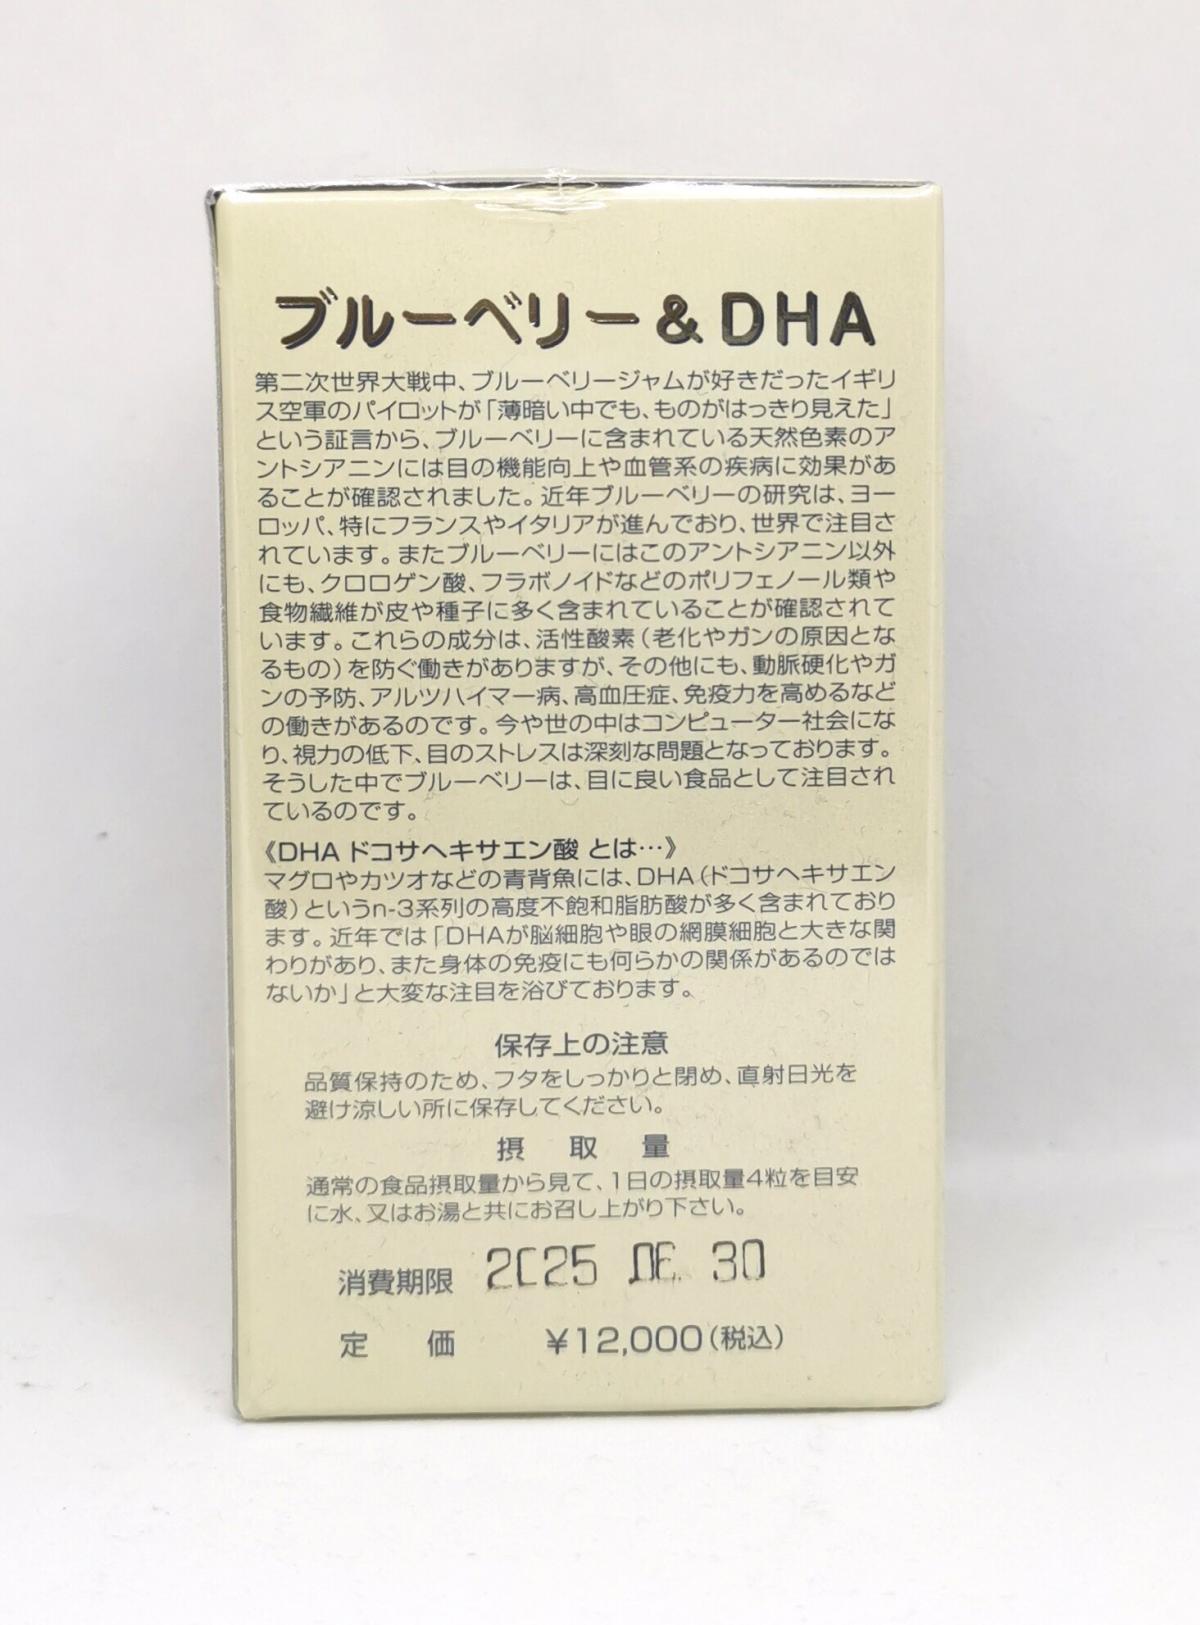 ブルーベリー&DHA
第二次世界大戦中、ブルーベリージャムが好きだったイギリ
ス空軍のパイロットが「薄暗い中でも、ものがはっきり見えた」
という証言から、ブルーベリーに含まれている天然色素のア
ントシアニンには目の機能向上や血管系の疾病に効果があ
ることが確認されました。近年ブルーベリーの研究は、ヨー
ロッパ、特にフランスやイタリアが進んでおり、世界で注目さ
れています。またブルーベリーにはこのアントシアニン以外
にも、クロロゲン酸、フラボノイドなどのポリフェノール類や
食物繊維が皮や種子に多く含まれていることが確認されて
います。これらの成分は、活性酸素(老化やガンの原因とな
るもの)を防ぐ働きがありますが、その他にも、動脈硬化やガ
ンの予防、アルツハイマー病、高血圧症、免疫力を高めるなど
の働きがあるのです。今や世の中はコンピューター社会にな
り、視力の低下、目のストレスは深刻な問題となっております。
そうした中でブルーベリーは、目に良い食品として注目され
ているのです。
《DHA ドコサヘキサエン酸 とは…》
マグロやカツオなどの青背魚には、DHA(ドコサヘキサエン
酸)というn-3系列の高度不飽和脂肪酸が多く含まれており
ます。近年では「DHAが脳細胞や眼の網膜細胞と大きな関
わりがあり、また身体の免疫にも何らかの関係があるのでは
ないか」と大変な注目を浴びております。
保存上の注意
品質保持のため、フタをしっかりと閉め、直射日光を
避け涼しい所に保存してください。
摂 取 量
通常の食品摂取量から見て、1日の摂取量4粒を目安
に水、又はお湯と共にお召し上がり下さい。
消費期限 2025 DE. 30
定 価 ¥12,000(税込)